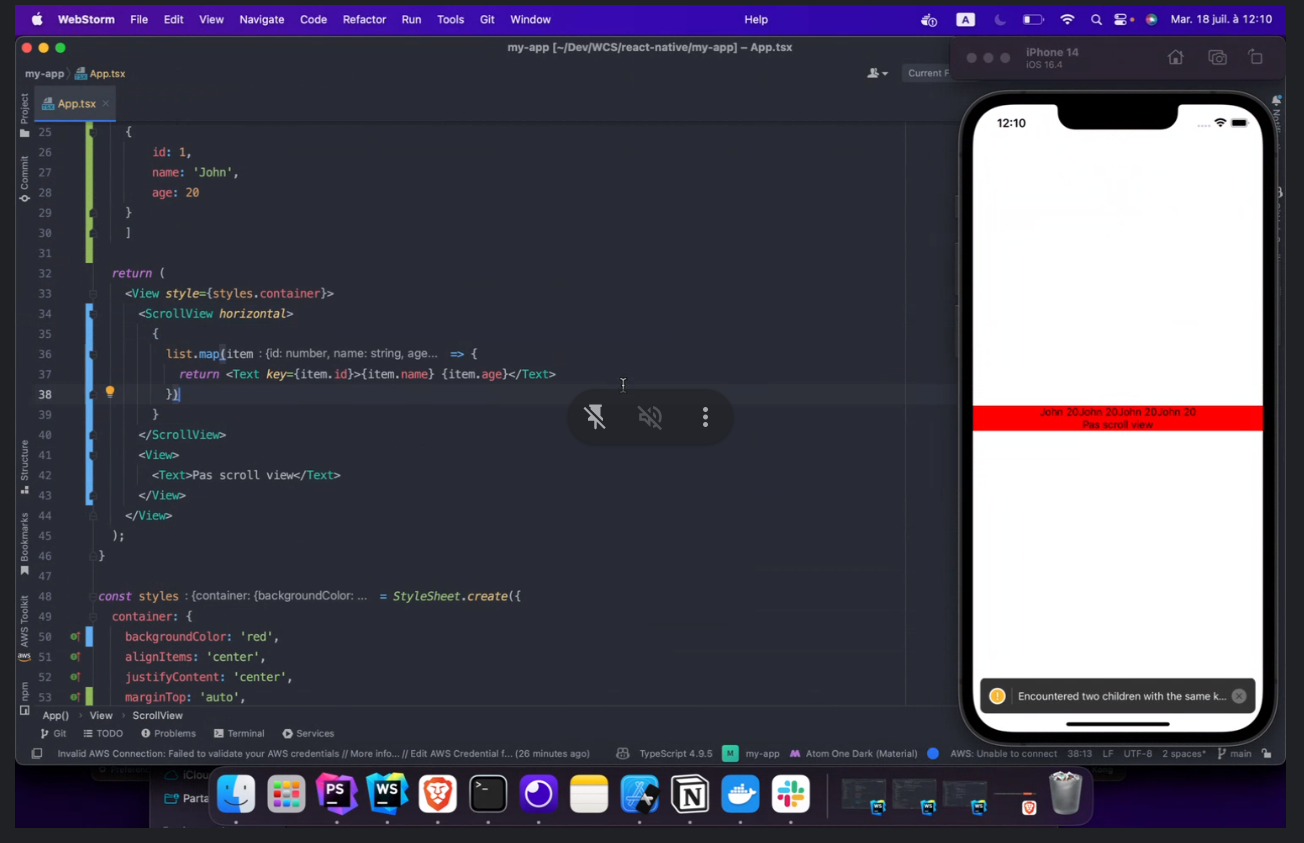 WebStorm File Edit View Navigate Code Refactor Run Tools Git Window Help A Mar. 18 juil. à 12:10
my-app [~/Dev/WCS/react-native/my-app] – App.tsx
my-app App.tsx
Current F
App.tsx
Project
Commit
Structure
Bookmarks
AWS Toolkit
aws
npm
25 {
26 id: 1,
27 name: 'John',
28 age: 20
29 }
30 ]
31
32 return (
33 <View style={styles.container}>
34 <ScrollView horizontal>
35 {
36 list.map(item : {id: number, name: string, age... => {
37 return <Text key={item.id}>{item.name} {item.age}</Text>
38 })
39 }
40 </ScrollView>
41 <View>
42 <Text>Pas scroll view</Text>
43 </View>
44 </View>
45 );
46 }
47
48 const styles : {container: {backgroundColor: ... = StyleSheet.create({
49 container: {
50 backgroundColor: 'red',
51 alignItems: 'center',
52 justifyContent: 'center',
53 marginTop: 'auto',
App() › View › ScrollView
Git TODO Problems Terminal Services
Invalid AWS Connection: Failed to validate your AWS credentials // More info... // Edit AWS Credential f... (26 minutes ago) TypeScript 4.9.5 M my-app Atom One Dark (Material) AWS: Unable to connect 38:13 LF UTF-8 2 spaces* main
iPhone 14
iOS 16.4
12:10
John 20John 20John 20John 20
Pas scroll view
Encountered two children with the same k...
iClou
Parta
PS WS